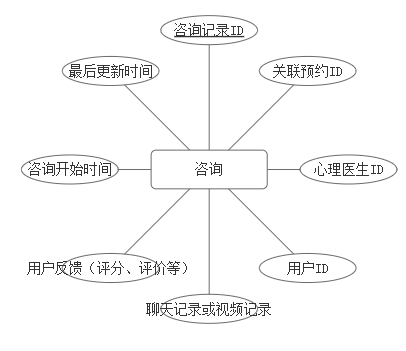 咨询记录ID
最后更新时间
关联预约ID
咨询开始时间
咨询
心理医生ID
用户反馈（评分、评价等）
用户ID
聊天记录或视频记录